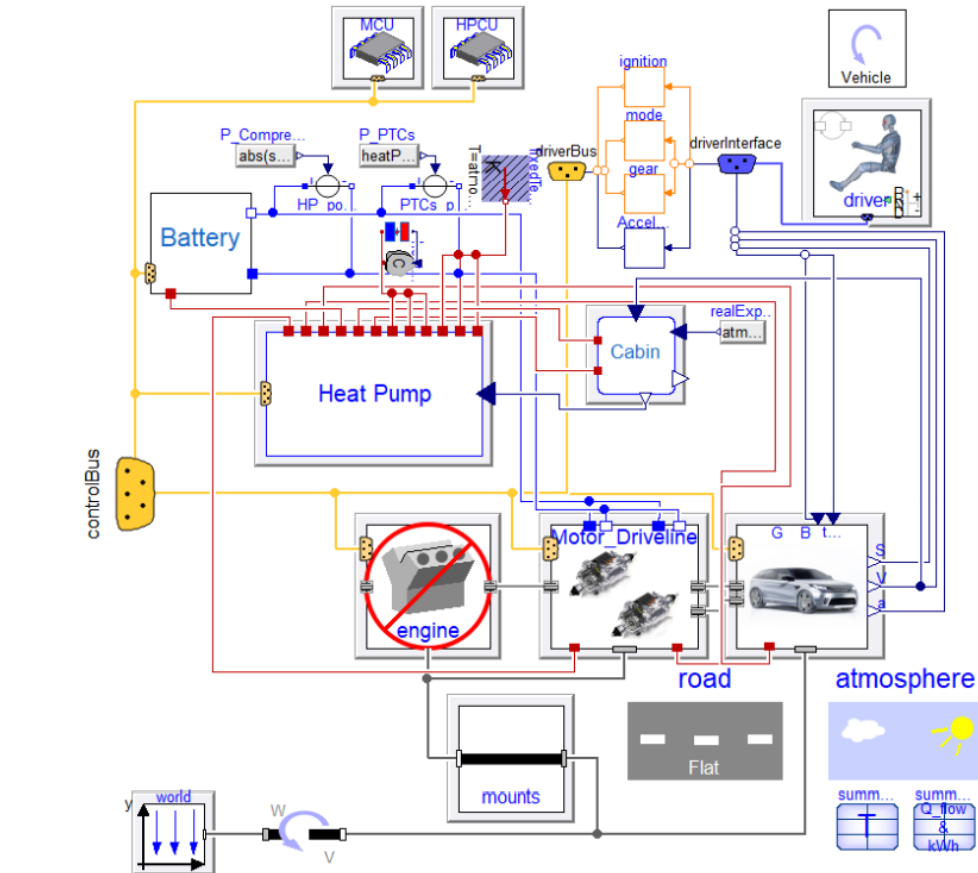 MCU
HPCU
Vehicle
ignition
mode
gear
Accel...
driverBus
driverInterface
driver
P
R
N
D
+
-
P_Compre...
abs(s...
P_PTCs
heatP...
+
-
HP_po...
+
-
PTCs_p...
T=atmo
K
fixedTe
Battery
C
realExp..
atm...
Cabin
Heat Pump
controlBus
engine
Motor_Driveline
G B t...
S
V
a
road
Flat
atmosphere
mounts
y
world
W
V
summ...
T
summ...
Q_flow
&
kWh